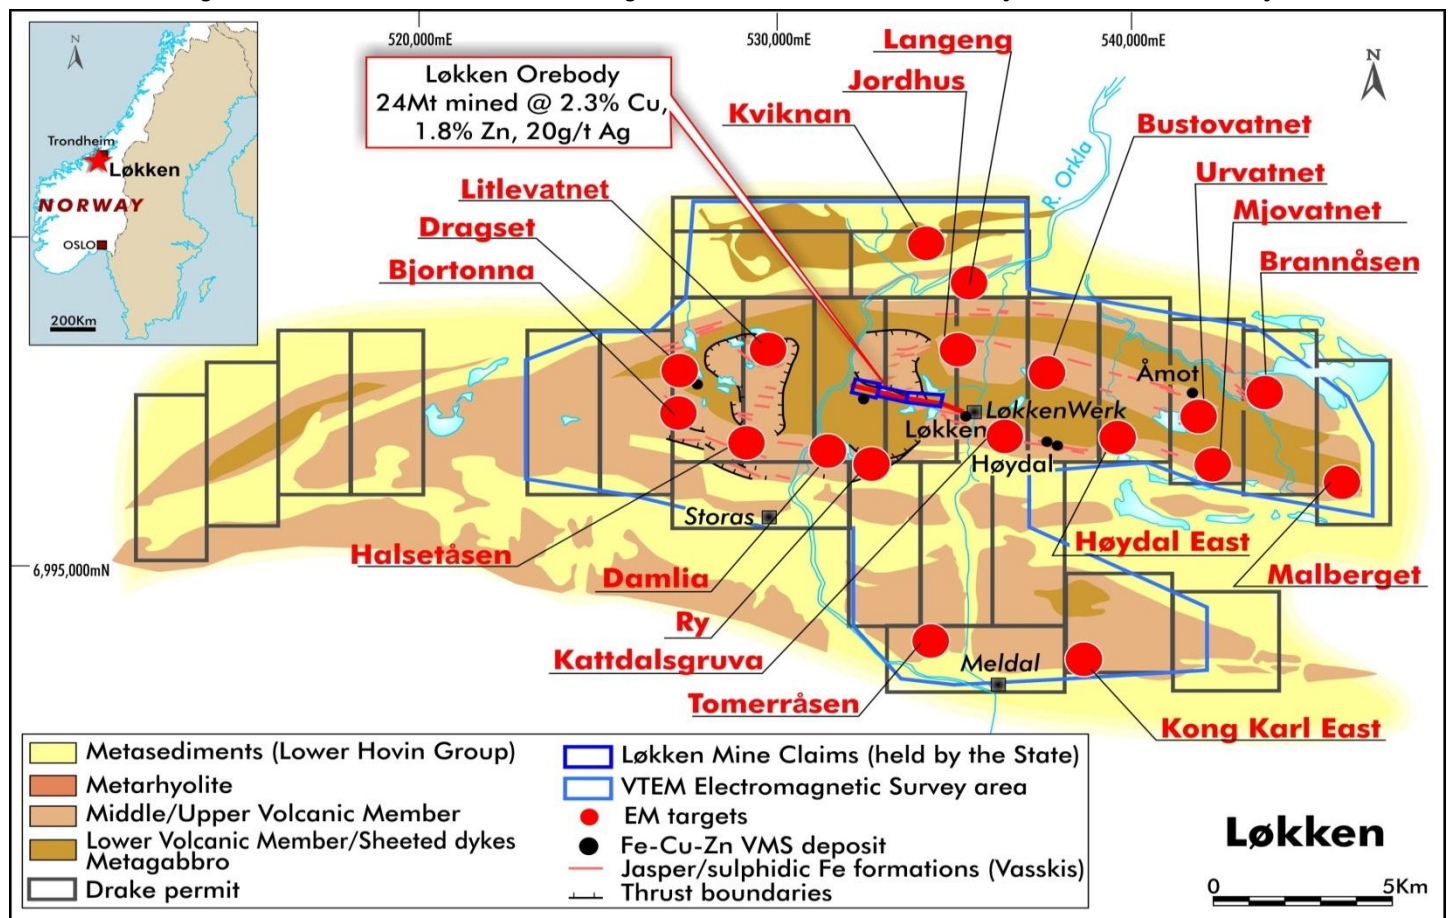 520,000mE
530,000mE
540,000mE
Løkken Orebody
24Mt mined @ 2.3% Cu,
1.8% Zn, 20g/t Ag
Langeng
Jordhus
Kviknan
Bustovatnet
Urvatnet
Mjovatnet
Brannåsen
Litlevatnet
Dragset
Bjortonna
R. Orkla
N
N
Trondheim
Løkken
NORWAY
OSLO
200Km
Åmot
LøkkenWerk
Løkken
Høydal
Storas
Halsetåsen
Damlia
Ry
Kattdalsgruva
Tomerråsen
Meldal
Høydal East
Malberget
Kong Karl East
6,995,000mN
Metasediments (Lower Hovin Group)
Metarhyolite
Middle/Upper Volcanic Member
Lower Volcanic Member/Sheeted dykes
Metagabbro
Drake permit
Løkken Mine Claims (held by the State)
VTEM Electromagnetic Survey area
EM targets
Fe-Cu-Zn VMS deposit
Jasper/sulphidic Fe formations (Vasskis)
Thrust boundaries
Løkken
0 5Km